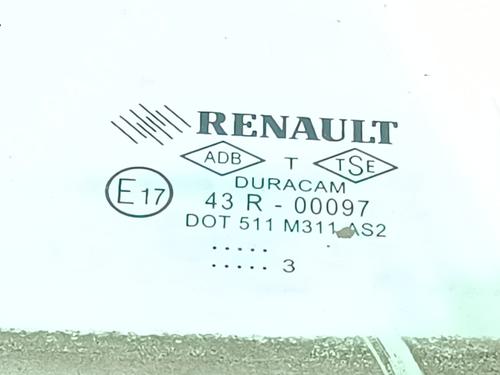 RENAULT
ADB T TSE
DURACAM
E17 43 R - 00097
DOT 511 M311 AS2
.....
..... 3